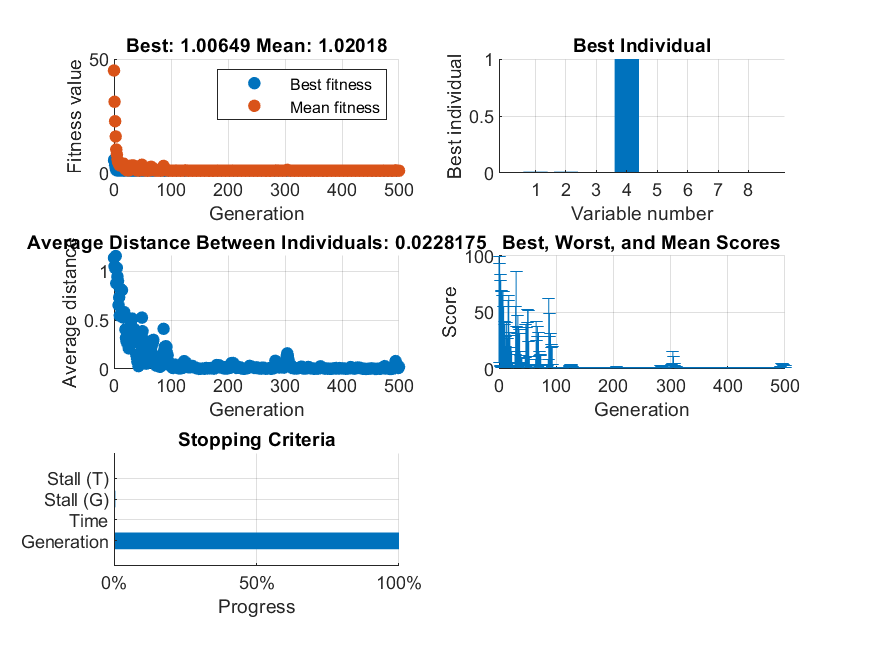 Best: 1.00649 Mean: 1.02018
Fitness value
50
0
Best fitness
Mean fitness
0 100 200 300 400 500
Generation
Best Individual
Best individual
1
0.5
0
1 2 3 4 5 6 7 8
Variable number
Average Distance Between Individuals: 0.0228175
Average distance
1
0.5
0
0 100 200 300 400 500
Generation
Best, Worst, and Mean Scores
Score
100
50
0
0 100 200 300 400 500
Generation
Stopping Criteria
Stall (T)
Stall (G)
Time
Generation
0% 50% 100%
Progress